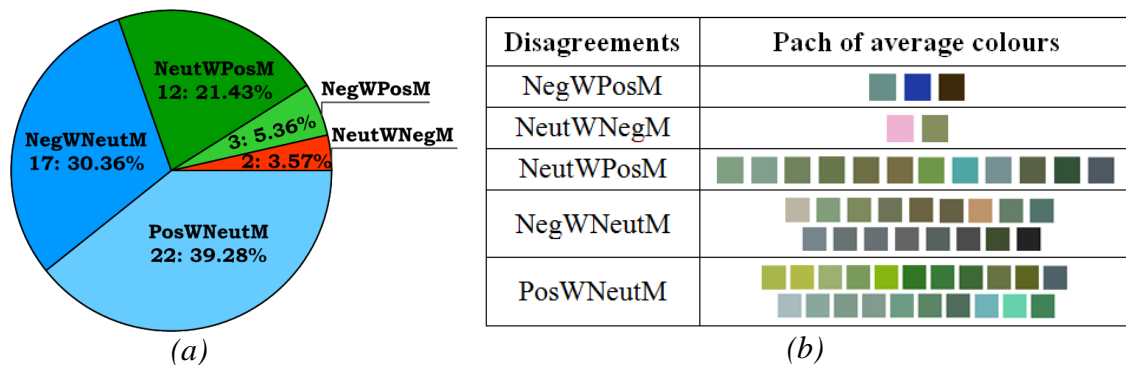 NeutWPosM
12: 21.43%
NegWPosM
3: 5.36%
NeutWNegM
2: 3.57%
NegWNeutM
17: 30.36%
PosWNeutM
22: 39.28%
(a)
Disagreements Pach of average colours
NegWPosM
NeutWNegM
NeutWPosM
NegWNeutM
PosWNeutM
(b)